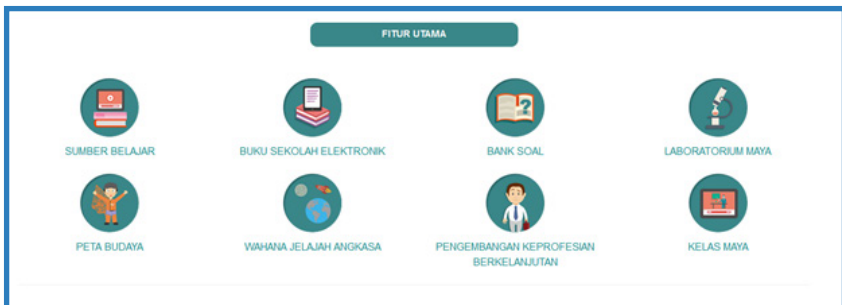 FITUR UTAMA
SUMBER BELAJAR
BUKU SEKOLAH ELEKTRONIK
BANK SOAL
LABORATORIUM MAYA
PETA BUDAYA
WAHANA JELAJAH ANGKASA
PENGEMBANGAN KEPROFESIAN
BERKELANJUTAN
KELAS MAYA